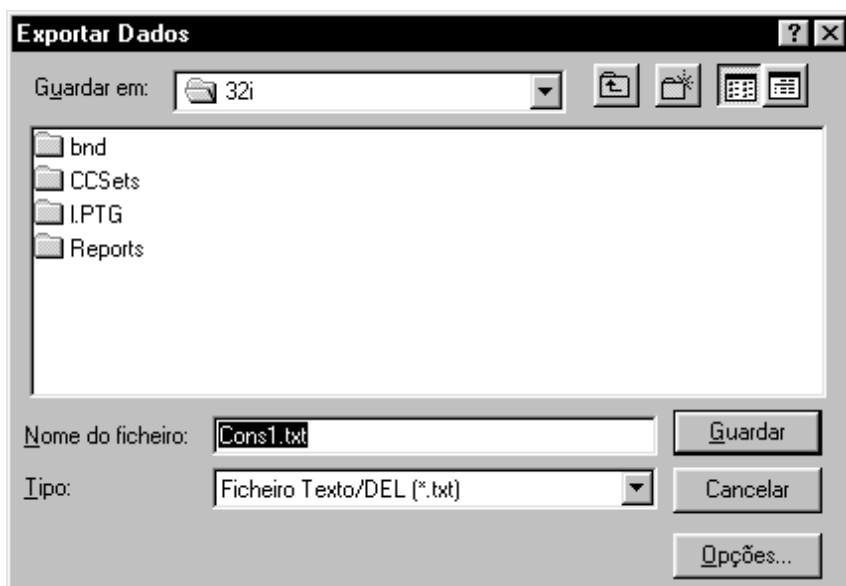 Exportar Dados
Guardar em: 32i
bnd
CCSets
I.PTG
Reports
Nome do ficheiro: Cons1.txt Guardar
Tipo: Ficheiro Texto/DEL (*.txt) Cancelar
Opções...